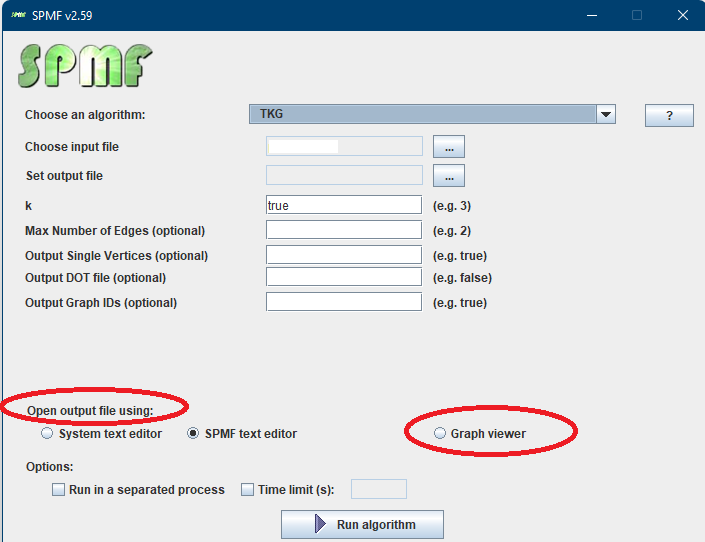 SPMF SPMF v2.59
SPMF
Choose an algorithm: TKG ?
Choose input file ...
Set output file ...
k true (e.g. 3)
Max Number of Edges (optional) (e.g. 2)
Output Single Vertices (optional) (e.g. true)
Output DOT file (optional) (e.g. false)
Output Graph IDs (optional) (e.g. true)
Open output file using:
System text editor SPMF text editor Graph viewer
Options:
Run in a separated process Time limit (s):
Run algorithm